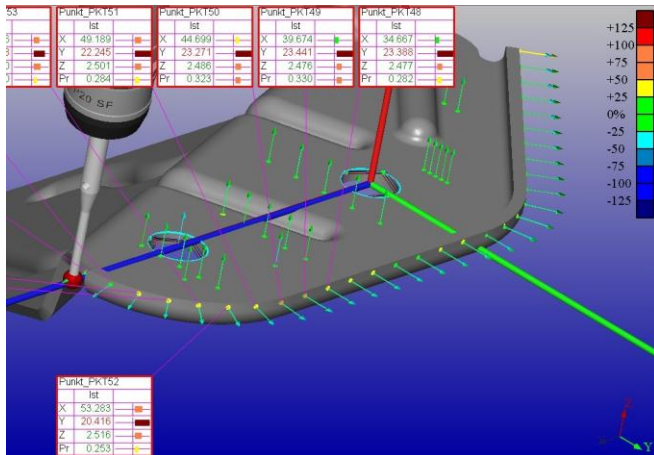 53
Punkt_PKT51
Ist
X 49.189
Y 22.245
Z 2.501
Pr 0.284
Punkt_PKT50
Ist
X 44.699
Y 23.271
Z 2.486
Pr 0.323
Punkt_PKT49
Ist
X 39.674
Y 23.441
Z 2.476
Pr 0.330
Punkt_PKT48
Ist
X 34.667
Y 23.388
Z 2.477
Pr 0.282
+125
+100
+75
+50
+25
0%
-25
-50
-75
-100
-125
20 SF
Punkt_PKT52
Ist
X 53.283
Y 20.416
Z 2.516
Pr 0.253
Z
Y